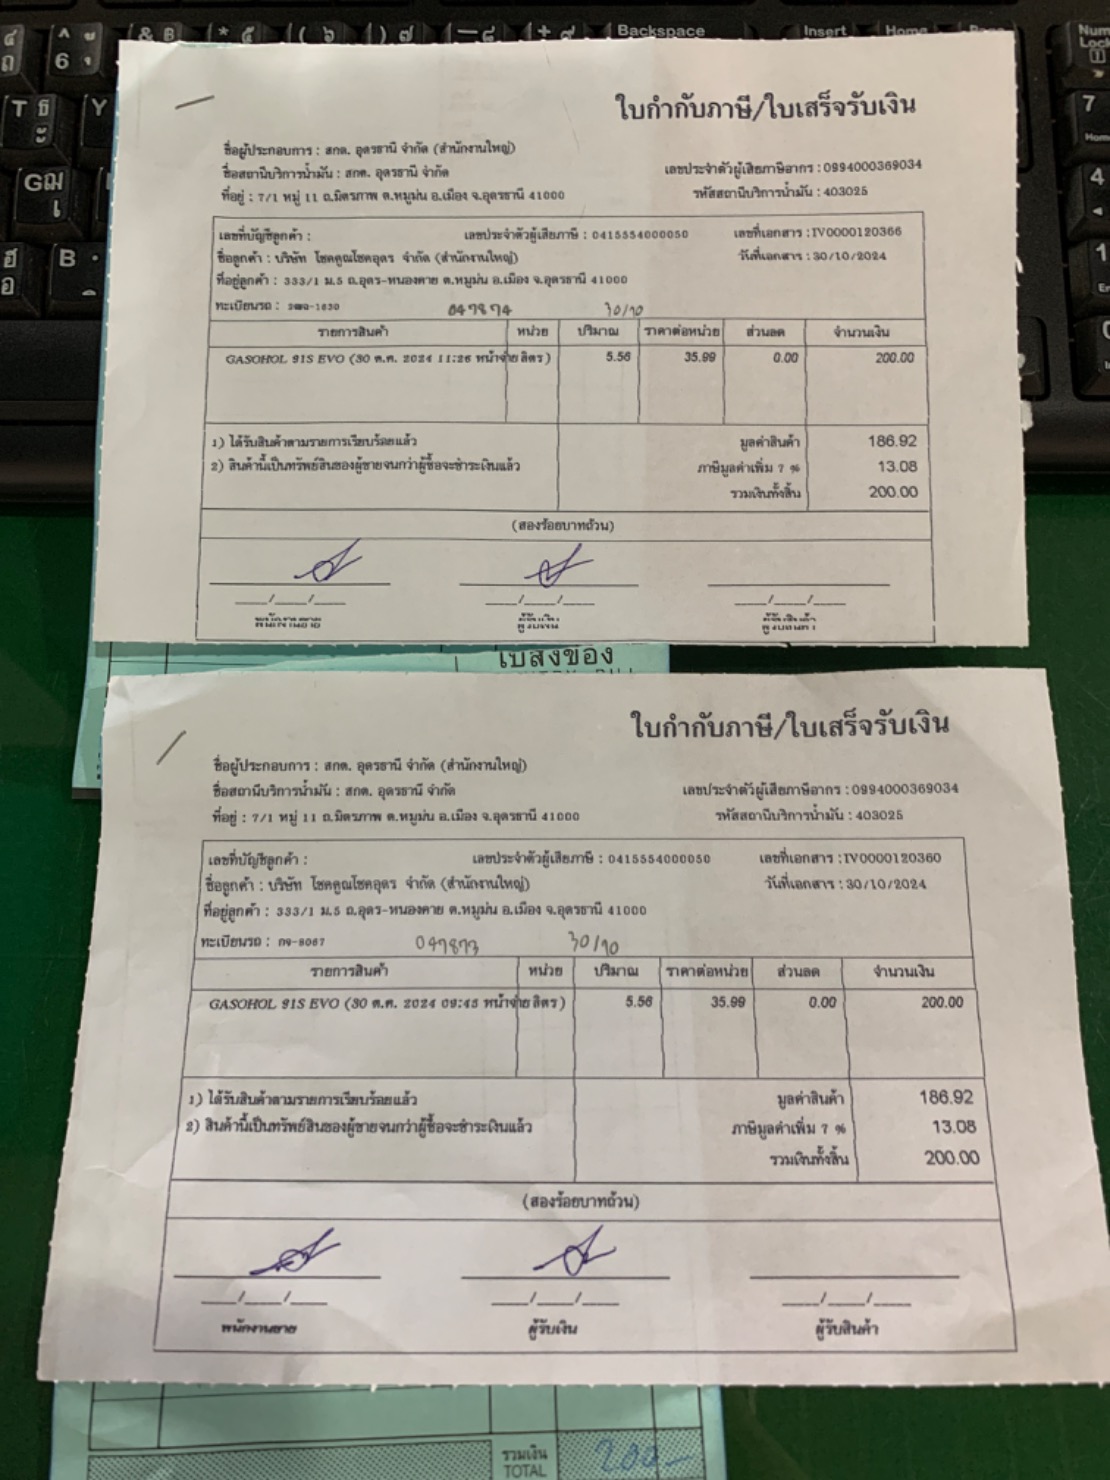 Backspace
Insert
Home
ใบกำกับภาษี/ใบเสร็จรับเงิน
ชื่อผู้ประกอบการ : สกต. อุดรธานี จำกัด (สำนักงานใหญ่)
ชื่อสถานีบริการน้ำมัน : สกต. อุดรธานี จำกัด
เลขประจำตัวผู้เสียภาษีอากร : 0994000369034
ที่อยู่ : 7/1 หมู่ 11 ถ.มิตรภาพ ต.หมูม่น อ.เมือง จ.อุดรธานี 41000
รหัสสถานีบริการน้ำมัน : 403025
เลขที่บัญชีลูกค้า : เลขประจำตัวผู้เสียภาษี : 0415554000050 เลขที่เอกสาร : IV0000120366
ชื่อลูกค้า : บริษัท โชคคูณโชคอุดร จำกัด (สำนักงานใหญ่) วันที่เอกสาร : 30/10/2024
ที่อยู่ลูกค้า : 333/1 ม.5 ถ.อุดร-หนองคาย ต.หมูม่น อ.เมือง จ.อุดรธานี 41000
ทะเบียนรถ : 047874 30/10
รายการสินค้า หน่วย ปริมาณ ราคาต่อหน่วย ส่วนลด จำนวนเงิน
GASOHOL 91S EVO (30 ต.ค. 2024 11:26 หน้าจ่าย ลิตร) 5.56 35.99 0.00 200.00
1) ได้รับสินค้าตามรายการเรียบร้อยแล้ว มูลค่าสินค้า 186.92
2) สินค้านี้เป็นทรัพย์สินของผู้ขายจนกว่าผู้ซื้อจะชำระเงินแล้ว ภาษีมูลค่าเพิ่ม 7 % 13.08
รวมเงินทั้งสิ้น 200.00
(สองร้อยบาทถ้วน)
พนักงานขาย ผู้รับเงิน ผู้รับสินค้า
ใบส่งของ
ใบกำกับภาษี/ใบเสร็จรับเงิน
ชื่อผู้ประกอบการ : สกต. อุดรธานี จำกัด (สำนักงานใหญ่)
ชื่อสถานีบริการน้ำมัน : สกต. อุดรธานี จำกัด
เลขประจำตัวผู้เสียภาษีอากร : 0994000369034
ที่อยู่ : 7/1 หมู่ 11 ถ.มิตรภาพ ต.หมูม่น อ.เมือง จ.อุดรธานี 41000
รหัสสถานีบริการน้ำมัน : 403025
เลขที่บัญชีลูกค้า : เลขประจำตัวผู้เสียภาษี : 0415554000050 เลขที่เอกสาร : IV0000120360
ชื่อลูกค้า : บริษัท โชคคูณโชคอุดร จำกัด (สำนักงานใหญ่) วันที่เอกสาร : 30/10/2024
ที่อยู่ลูกค้า : 333/1 ม.5 ถ.อุดร-หนองคาย ต.หมูม่น อ.เมือง จ.อุดรธานี 41000
ทะเบียนรถ : กจ-8067 047873 30/10
รายการสินค้า หน่วย ปริมาณ ราคาต่อหน่วย ส่วนลด จำนวนเงิน
GASOHOL 91S EVO (30 ต.ค. 2024 09:45 หน้าจ่าย ลิตร) 5.56 35.99 0.00 200.00
1) ได้รับสินค้าตามรายการเรียบร้อยแล้ว มูลค่าสินค้า 186.92
2) สินค้านี้เป็นทรัพย์สินของผู้ขายจนกว่าผู้ซื้อจะชำระเงินแล้ว ภาษีมูลค่าเพิ่ม 7 % 13.08
รวมเงินทั้งสิ้น 200.00
(สองร้อยบาทถ้วน)
พนักงานขาย ผู้รับเงิน ผู้รับสินค้า
รวมเงิน
TOTAL 200-